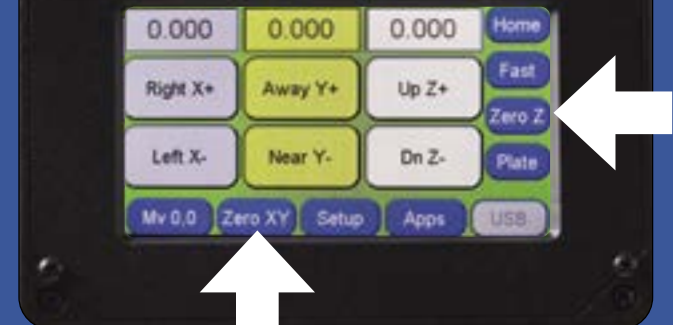 0.000 0.000 0.000 Home
Fast
Right X+ Away Y+ Up Z+
Zero Z
Left X- Near Y- Dn Z- Plate
Mv 0,0 Zero XY Setup Apps USB